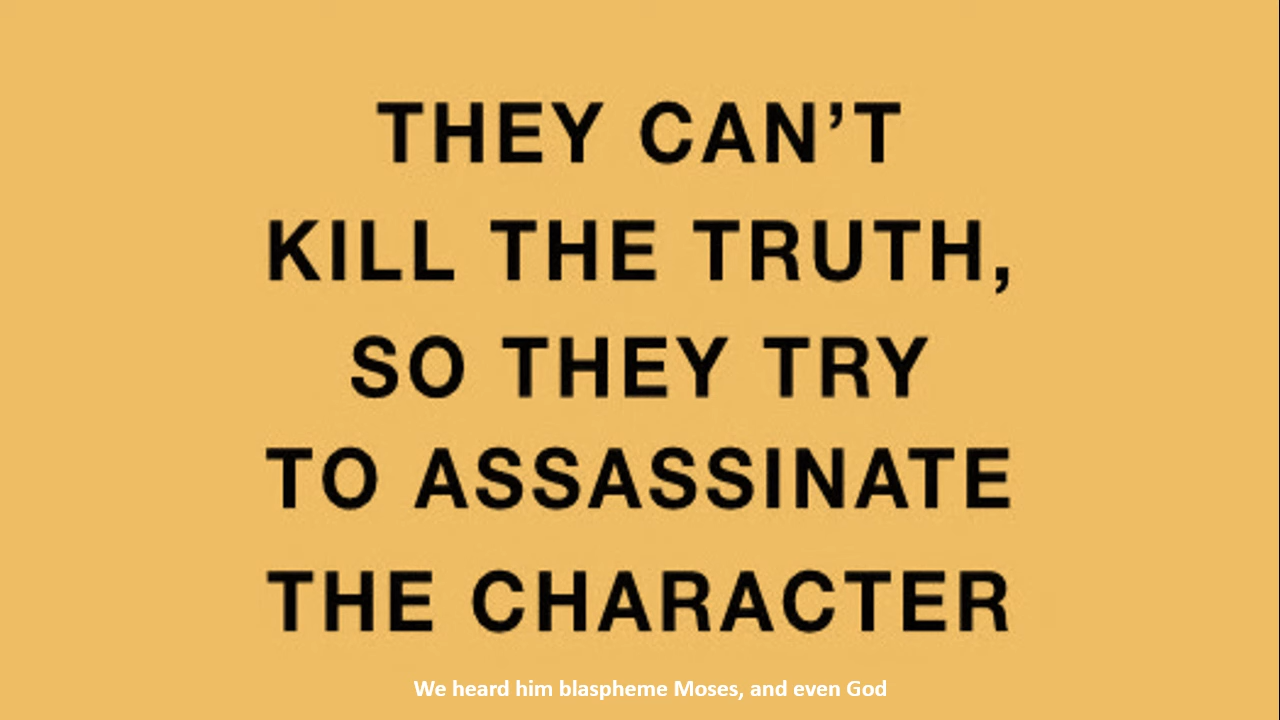 THEY CAN’T
KILL THE TRUTH,
SO THEY TRY
TO ASSASSINATE
THE CHARACTER
We heard him blaspheme Moses, and even God